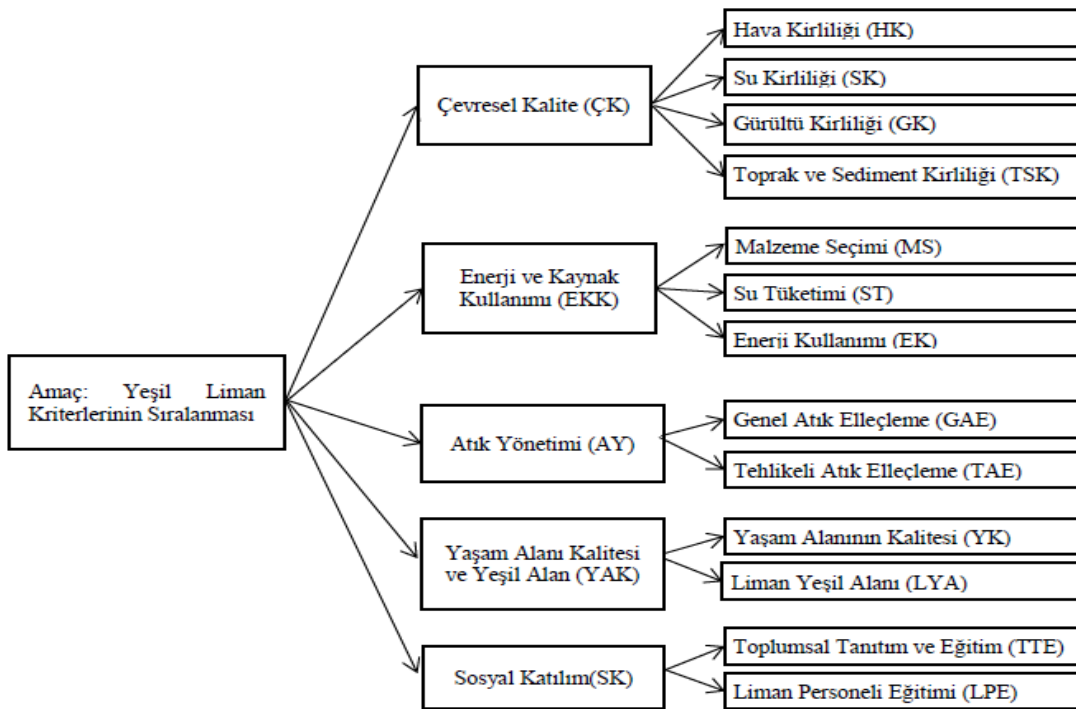 Amaç: Yeşil Liman
Kriterlerinin Sıralanması
Çevresel Kalite (ÇK)
Hava Kirliliği (HK)
Su Kirliliği (SK)
Gürültü Kirliliği (GK)
Toprak ve Sediment Kirliliği (TSK)
Enerji ve Kaynak
Kullanımı (EKK)
Malzeme Seçimi (MS)
Su Tüketimi (ST)
Enerji Kullanımı (EK)
Atık Yönetimi (AY)
Genel Atık Elleçleme (GAE)
Tehlikeli Atık Elleçleme (TAE)
Yaşam Alanı Kalitesi
ve Yeşil Alan (YAK)
Yaşam Alanının Kalitesi (YK)
Liman Yeşil Alanı (LYA)
Sosyal Katılım(SK)
Toplumsal Tanıtım ve Eğitim (TTE)
Liman Personeli Eğitimi (LPE)